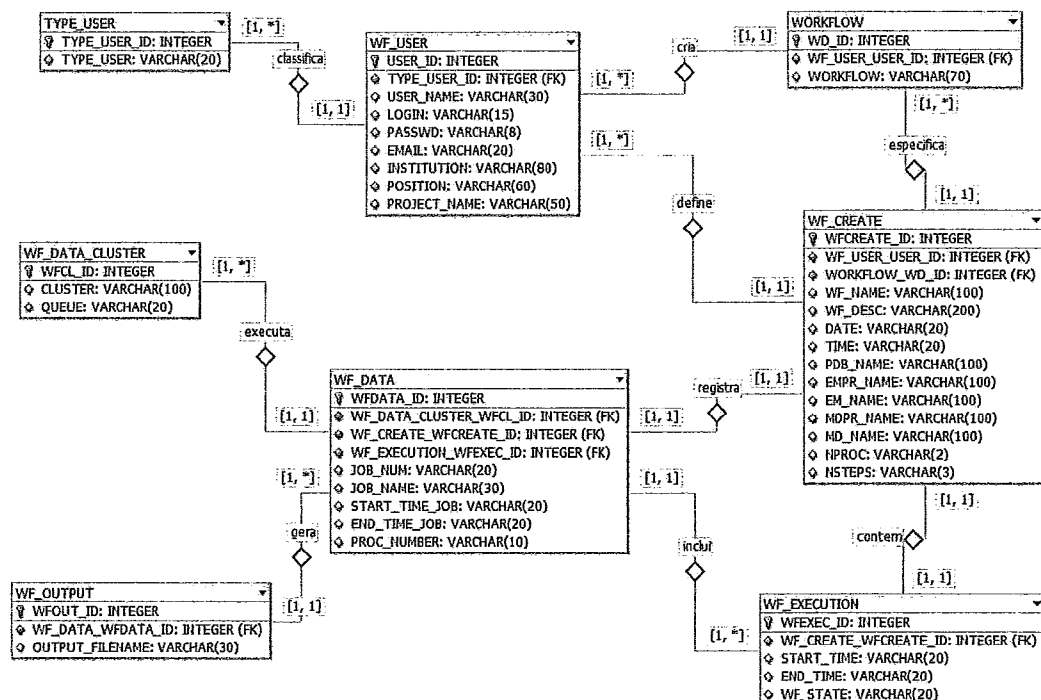 TYPE_USER
TYPE_USER_ID: INTEGER
TYPE_USER: VARCHAR(20)
[1, *]
classifica
[1, 1]
WF_USER
USER_ID: INTEGER
TYPE_USER_ID: INTEGER (FK)
USER_NAME: VARCHAR(30)
LOGIN: VARCHAR(15)
PASSWD: VARCHAR(8)
EMAIL: VARCHAR(20)
INSTITUTION: VARCHAR(80)
POSITION: VARCHAR(60)
PROJECT_NAME: VARCHAR(50)
[1, *]
cria
[1, 1]
WORKFLOW
WD_ID: INTEGER
WF_USER_USER_ID: INTEGER (FK)
WORKFLOW: VARCHAR(70)
[1, *]
especifica
[1, 1]
[1, *]
define
[1, 1]
WF_CREATE
WFCREATE_ID: INTEGER
WF_USER_USER_ID: INTEGER (FK)
WORKFLOW_WD_ID: INTEGER (FK)
WF_NAME: VARCHAR(100)
WF_DESC: VARCHAR(200)
DATE: VARCHAR(20)
TIME: VARCHAR(20)
PDB_NAME: VARCHAR(100)
EMPR_NAME: VARCHAR(100)
EM_NAME: VARCHAR(100)
MDPR_NAME: VARCHAR(100)
MD_NAME: VARCHAR(100)
NPROC: VARCHAR(2)
NSTEPS: VARCHAR(3)
WF_DATA_CLUSTER
WFCL_ID: INTEGER
CLUSTER: VARCHAR(100)
QUEUE: VARCHAR(20)
[1, *]
executa
[1, 1]
WF_DATA
WFDATA_ID: INTEGER
WF_DATA_CLUSTER_WFCL_ID: INTEGER (FK)
WF_CREATE_WFCREATE_ID: INTEGER (FK)
WF_EXECUTION_WFEXEC_ID: INTEGER (FK)
JOB_NUM: VARCHAR(20)
JOB_NAME: VARCHAR(30)
START_TIME_JOB: VARCHAR(20)
END_TIME_JOB: VARCHAR(20)
PROC_NUMBER: VARCHAR(10)
registra
[1, 1]
[1, 1]
[1, *]
gera
[1, 1]
WF_OUTPUT
WFOUT_ID: INTEGER
WF_DATA_WFDATA_ID: INTEGER (FK)
OUTPUT_FILENAME: VARCHAR(30)
[1, 1]
inclui
[1, *]
[1, 1]
contem
[1, 1]
WF_EXECUTION
WFEXEC_ID: INTEGER
WF_CREATE_WFCREATE_ID: INTEGER (FK)
START_TIME: VARCHAR(20)
END_TIME: VARCHAR(20)
WF_STATE: VARCHAR(20)